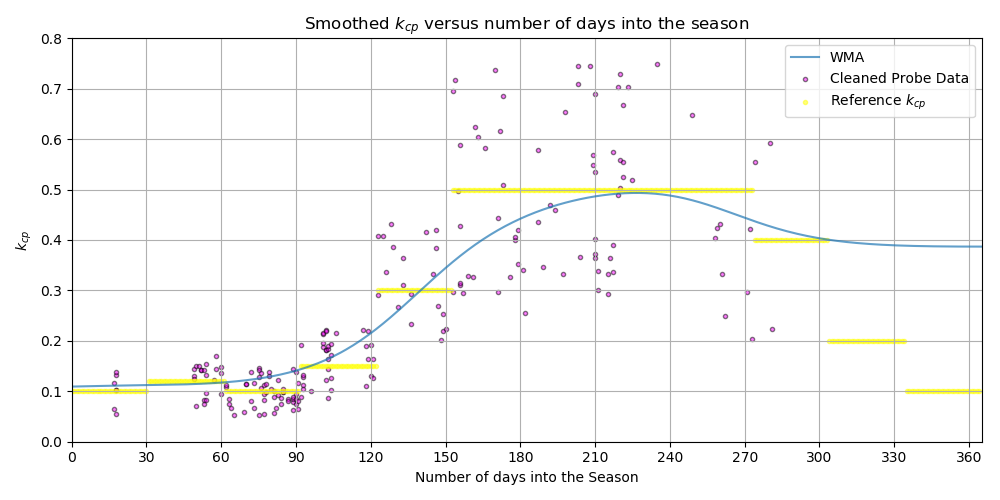 Smoothed k_cp versus number of days into the season
0.8
0.7
0.6
0.5
0.4
0.3
0.2
0.1
0.0
k_cp
WMA
Cleaned Probe Data
Reference k_cp
0 30 60 90 120 150 180 210 240 270 300 330 360
Number of days into the Season